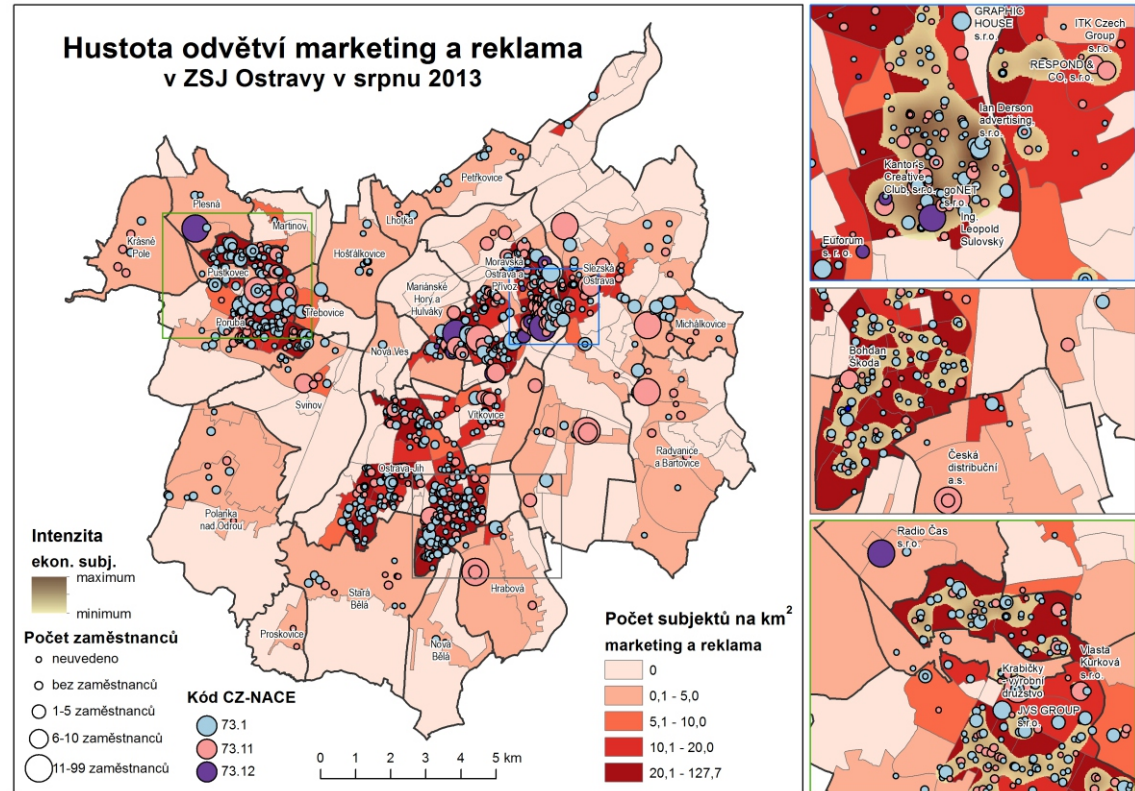 Hustota odvětví marketing a reklama
v ZSJ Ostravy v srpnu 2013
Petřkovice
Plesná
Martinov
Lhotka
Krásné
Pole
Hošťálkovice
Pustkovec
Moravská
Ostrava a
Přívoz
Slezská
Ostrava
Mariánské
Hory a
Hulváky
Třebovice
Poruba
Michálkovice
Nová Ves
Svinov
Vítkovice
Radvanice
a Bartovice
Ostrava-Jih
Polanka
nad Odrou
Stará
Bělá
Hrabová
Proskovice
Nová
Bělá
Intenzita
ekon. subj.
maximum
minimum
Počet zaměstnanců
neuvedeno
bez zaměstnanců
1-5 zaměstnanců
6-10 zaměstnanců
11-99 zaměstnanců
Kód CZ-NACE
73.1
73.11
73.12
0 1 2 3 4 5 km
Počet subjektů na km²
marketing a reklama
0
0,1 - 5,0
5,1 - 10,0
10,1 - 20,0
20,1 - 127,7
GRAPHIC
HOUSE
s.r.o.
ITK Czech
Group
s.r.o.
RESPOND &
CO, s.r.o.
Ian Derson
advertising,
s.r.o.
Kantor's
Creative
Club, s.r.o.
goNET
s.r.o.
Ing.
Leopold
Šulovský
Euforum
s. r. o.
Bohdan
Škoda
Česká
distribuční
a.s.
Radio Čas
s.r.o.
Vlasta
Kůrková
s.r.o.
Krabičky
- výrobní
družstvo
JVS GROUP
s.r.o.